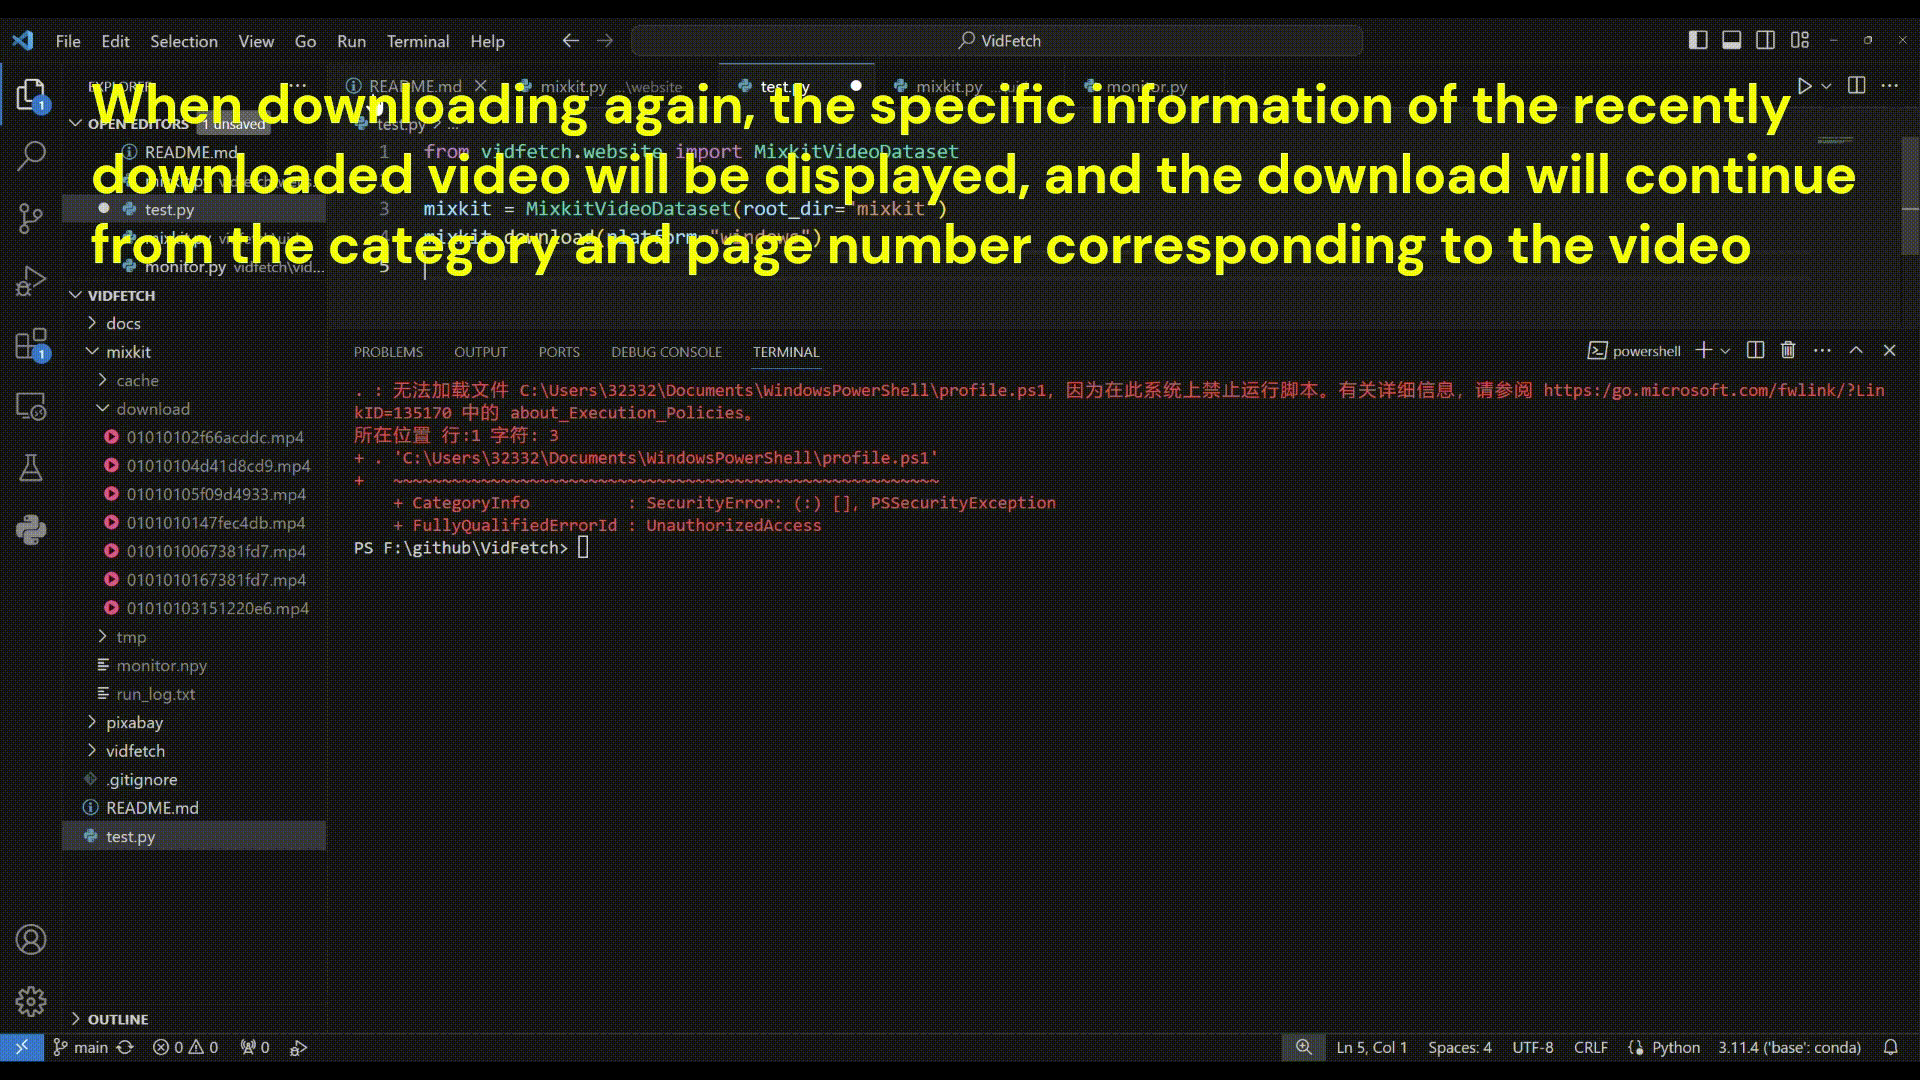 File Edit Selection View Go Run Terminal Help
VidFetch
When downloading again, the specific information of the recently
downloaded video will be displayed, and the download will continue
from the category and page number corresponding to the video
EXPLORER
README.md
mixkit.py ...\website
test.py
mixkit.py
monitor.py
OPEN EDITORS 1 unsaved
README.md
test.py
monitor.py vidfetch\vid...
test.py > ...
1 from vidfetch.website import MixkitVideoDataset
3 mixkit = MixkitVideoDataset(root_dir="mixkit")
mixkit.download(platform="windows")
5
VIDFETCH
docs
mixkit
cache
download
01010102f66acddc.mp4
01010104d41d8cd9.mp4
01010105f09d4933.mp4
0101010147fec4db.mp4
0101010067381fd7.mp4
0101010167381fd7.mp4
01010103151220e6.mp4
tmp
monitor.npy
run_log.txt
pixabay
vidfetch
.gitignore
README.md
test.py
OUTLINE
PROBLEMS OUTPUT PORTS DEBUG CONSOLE TERMINAL
powershell
. : 无法加载文件 C:\Users\32332\Documents\WindowsPowerShell\profile.ps1，因为在此系统上禁止运行脚本。有关详细信息，请参阅 https:/go.microsoft.com/fwlink/?Lin
kID=135170 中的 about_Execution_Policies。
所在位置 行:1 字符: 3
+ . 'C:\Users\32332\Documents\WindowsPowerShell\profile.ps1'
+ ~~~~~~~~~~~~~~~~~~~~~~~~~~~~~~~~~~~~~~~~~~~~~~~~~~~~~~~~
+ CategoryInfo : SecurityError: (:) [], PSSecurityException
+ FullyQualifiedErrorId : UnauthorizedAccess
PS F:\github\VidFetch>
main 0 0 0
Ln 5, Col 1 Spaces: 4 UTF-8 CRLF Python 3.11.4 ('base': conda)